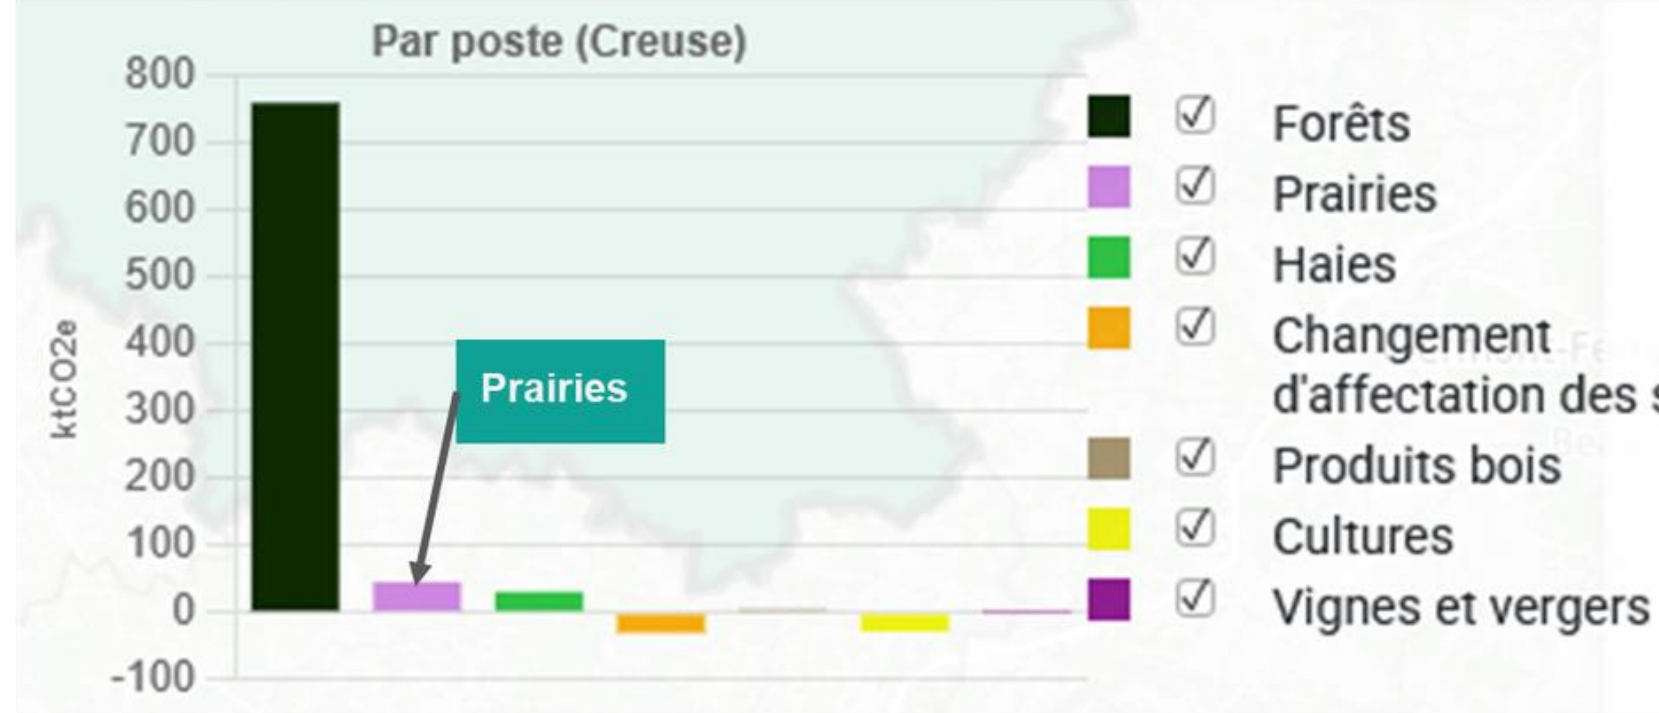 Par poste (Creuse)
800
700
600
500
400
300
200
100
0
-100
ktCO2e
Prairies
Forêts
Prairies
Haies
Changement
d'affectation des
Produits bois
Cultures
Vignes et vergers